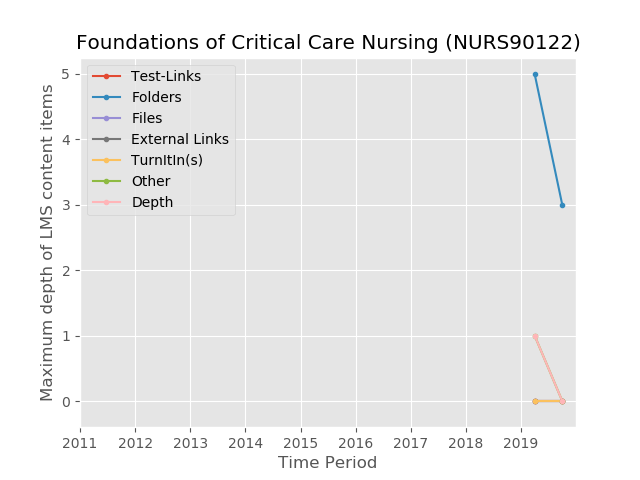 Foundations of Critical Care Nursing (NURS90122)
Test-Links
Folders
Files
External Links
TurnItIn(s)
Other
Depth
Maximum depth of LMS content items
5
4
3
2
1
0
2011 2012 2013 2014 2015 2016 2017 2018 2019
Time Period